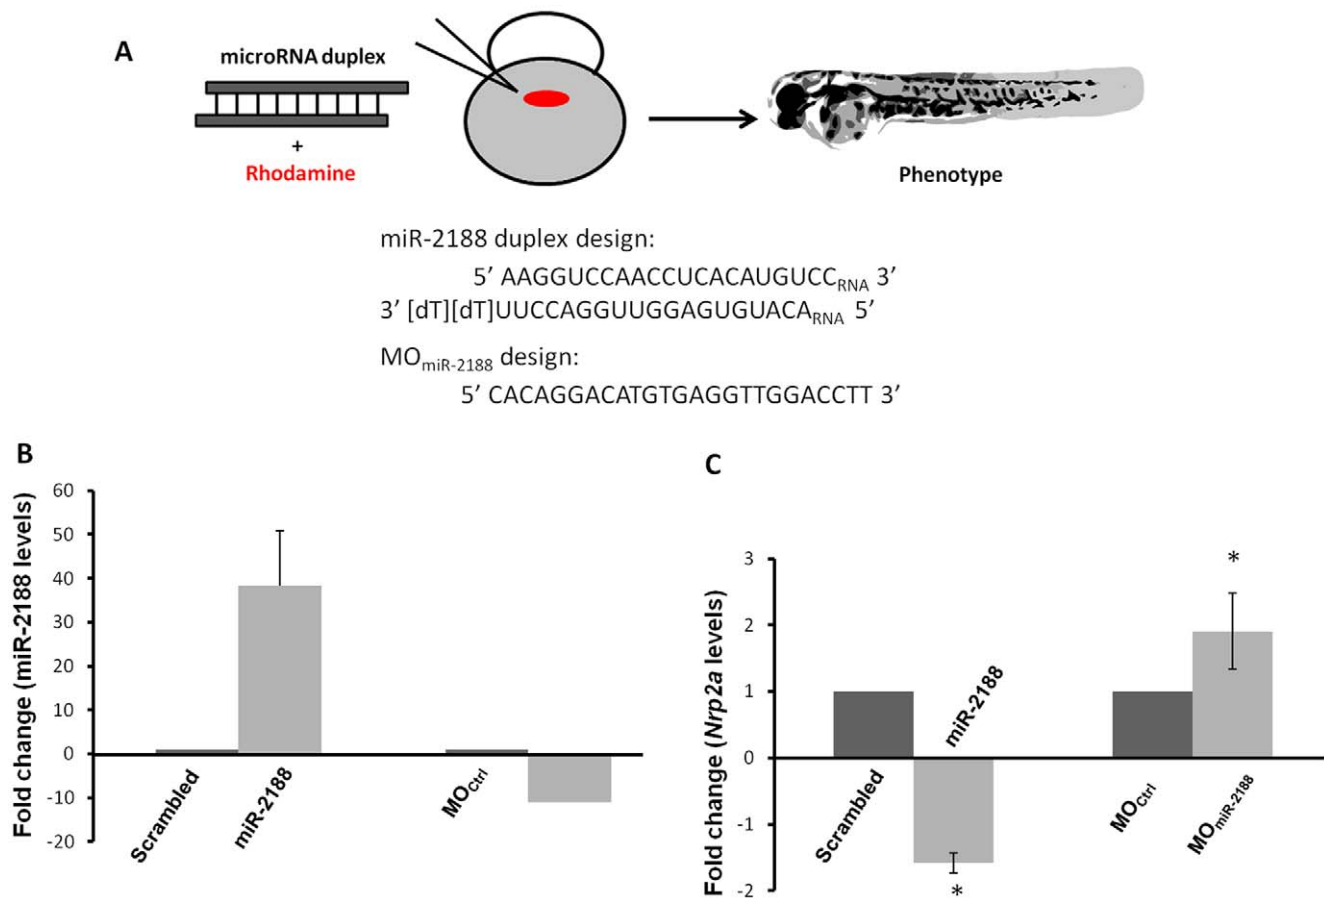 A
microRNA duplex
+
Rhodamine
Phenotype
miR-2188 duplex design:
5’ AAGGUCCAACCUCACAUGUCCRNA 3’
3’ [dT][dT]UUCCAGGUUGGAGUGUACARNA 5’
MOmiR-2188 design:
5’ CACAGGACATGTGAGGTTGGACCTT 3’
B
Fold change (miR-2188 levels)
60
50
40
30
20
10
0
-10
-20
Scrambled
miR-2188
MOCtrl
C
Fold change (Nrp2a levels)
3
2
1
0
-1
-2
Scrambled
miR-2188
*
MOCtrl
MOmiR-2188
*